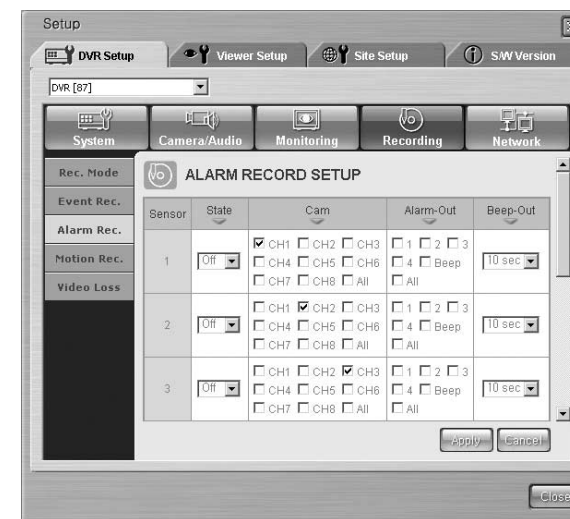 Setup
DVR Setup Viewer Setup Site Setup S/W Version
DVR [87]
System Camera/Audio Monitoring Recording Network
Rec. Mode
Event Rec.
Alarm Rec.
Motion Rec.
Video Loss
ALARM RECORD SETUP
Sensor State Cam Alarm-Out Beep-Out
1 Off CH1 CH2 CH3 CH4 CH5 CH6 CH7 CH8 All 1 2 3 4 Beep All 10 sec
2 Off CH1 CH2 CH3 CH4 CH5 CH6 CH7 CH8 All 1 2 3 4 Beep All 10 sec
3 Off CH1 CH2 CH3 CH4 CH5 CH6 CH7 CH8 All 1 2 3 4 Beep All 10 sec
Apply Cancel
Close